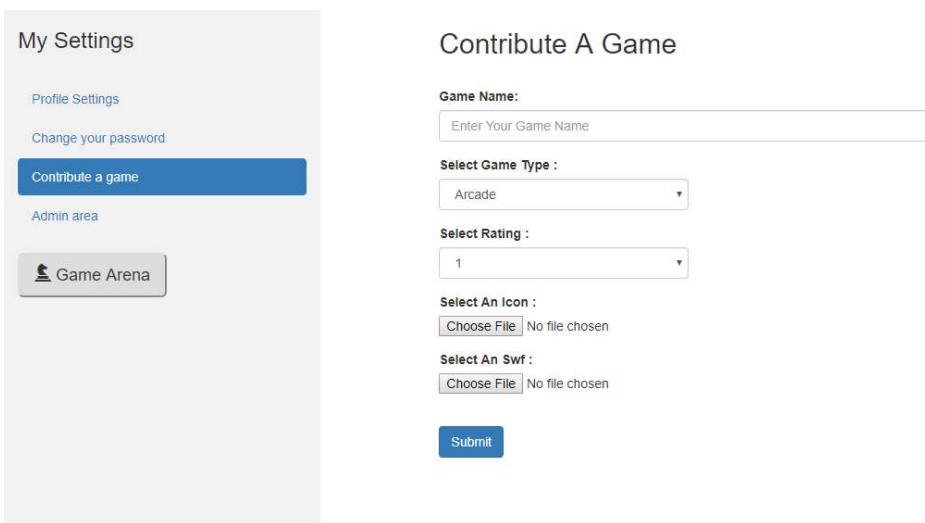 My Settings
Profile Settings
Change your password
Contribute a game
Admin area
Game Arena
Contribute A Game
Game Name:
Enter Your Game Name
Select Game Type :
Arcade
Select Rating :
1
Select An Icon :
Choose File No file chosen
Select An Swf :
Choose File No file chosen
Submit